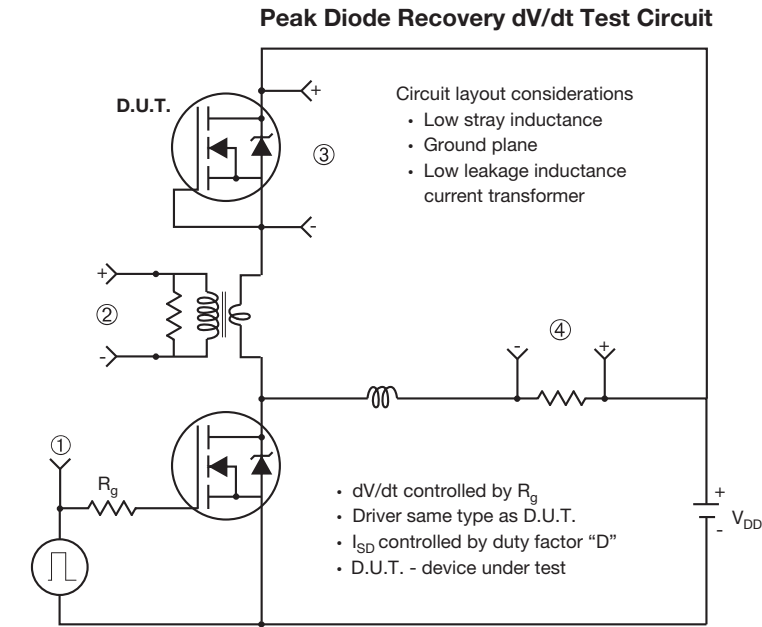 Peak Diode Recovery dV/dt Test Circuit
D.U.T.
+
Circuit layout considerations
• Low stray inductance
• Ground plane
• Low leakage inductance
current transformer
③
-
+
②
-
④
-
+
①
Rg
• dV/dt controlled by Rg
• Driver same type as D.U.T.
• ISD controlled by duty factor “D”
• D.U.T. - device under test
+
VDD
-